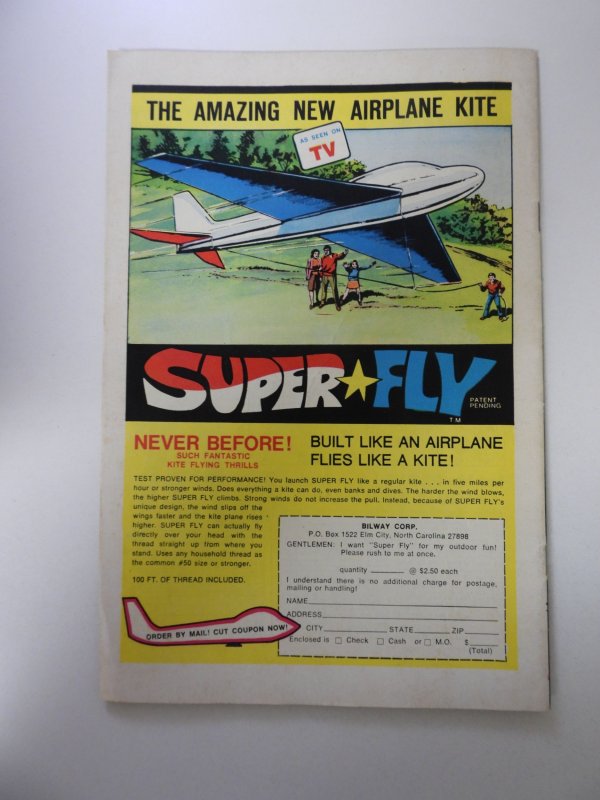 THE AMAZING NEW AIRPLANE KITE
AS SEEN ON
TV
SUPER FLY
PATENT
PENDING
TM
NEVER BEFORE!
SUCH FANTASTIC
KITE FLYING THRILLS
BUILT LIKE AN AIRPLANE
FLIES LIKE A KITE!
TEST PROVEN FOR PERFORMANCE! You launch SUPER FLY like a regular kite . . . in five miles per
hour or stronger winds. Does everything a kite can do, even banks and dives. The harder the wind blows,
the higher SUPER FLY climbs. Strong winds do not increase the pull. Instead, because of SUPER FLY's
unique design, the wind slips off the
wings faster and the kite plane rises
higher. SUPER FLY can actually fly
directly over your head with the
thread straight up from where you
stand. Uses any household thread as
the common #50 size or stronger.
100 FT. OF THREAD INCLUDED.
ORDER BY MAIL! CUT COUPON NOW!
BILWAY CORP.
P.O. Box 1522 Elm City, North Carolina 27898
GENTLEMEN: I want "Super Fly" for my outdoor fun!
Please rush to me at once.
quantity ______ @ $2.50 each
I understand there is no additional charge for postage,
mailing or handling!
NAME
ADDRESS
CITY STATE ZIP
Enclosed is □ Check □ Cash or □ M.O. $
(Total)